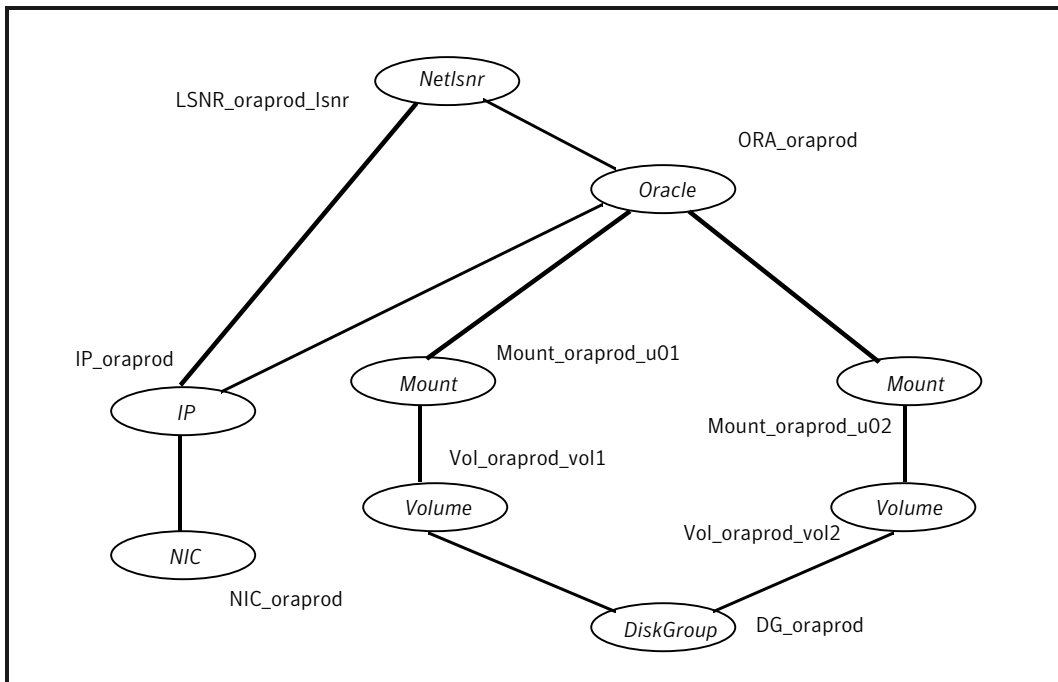 Netlsnr
LSNR_oraprod_lsnr
ORA_oraprod
Oracle
IP_oraprod
Mount_oraprod_u01
Mount
Mount
IP
Mount_oraprod_u02
Vol_oraprod_vol1
Volume
Volume
Vol_oraprod_vol2
NIC
NIC_oraprod
DiskGroup
DG_oraprod